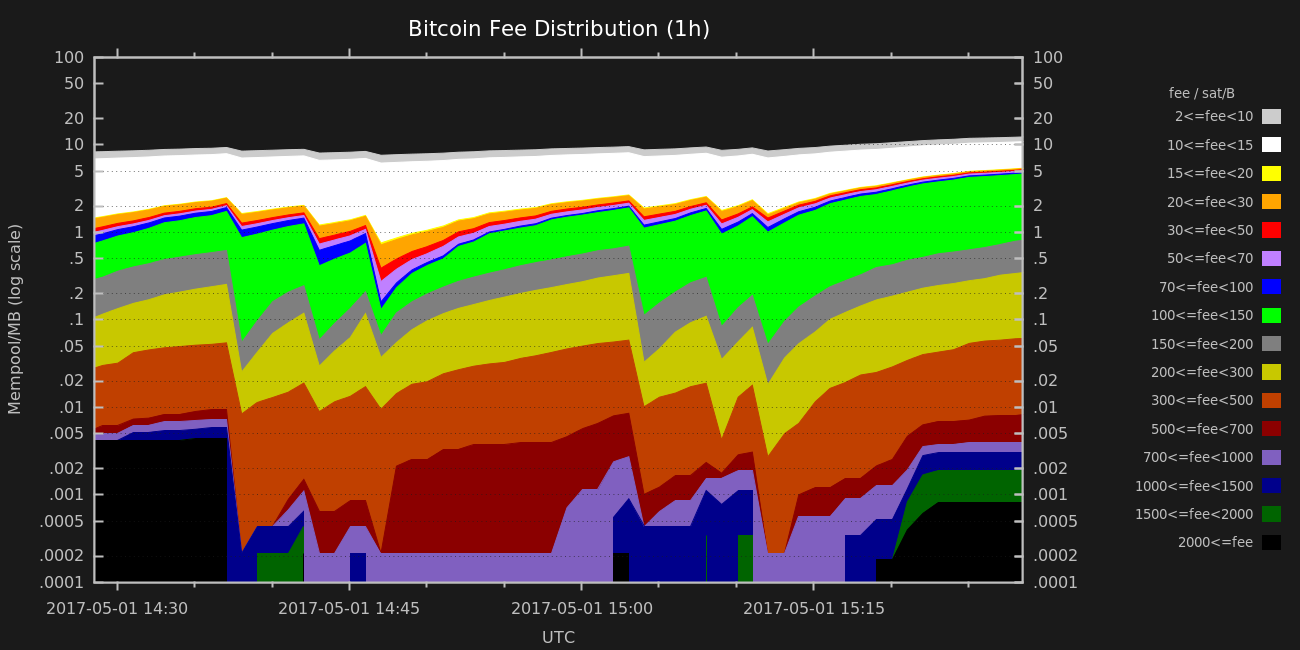 Bitcoin Fee Distribution (1h)
100 100
50 50
20 20
10 10
5 5
2 2
1 1
.5 .5
.2 .2
.1 .1
.05 .05
.02 .02
.01 .01
.005 .005
.002 .002
.001 .001
.0005 .0005
.0002 .0002
.0001 .0001
Mempool/MB (log scale)
2017-05-01 14:30 2017-05-01 14:45 2017-05-01 15:00 2017-05-01 15:15
UTC
fee / sat/B
2<=fee<10
10<=fee<15
15<=fee<20
20<=fee<30
30<=fee<50
50<=fee<70
70<=fee<100
100<=fee<150
150<=fee<200
200<=fee<300
300<=fee<500
500<=fee<700
700<=fee<1000
1000<=fee<1500
1500<=fee<2000
2000<=fee